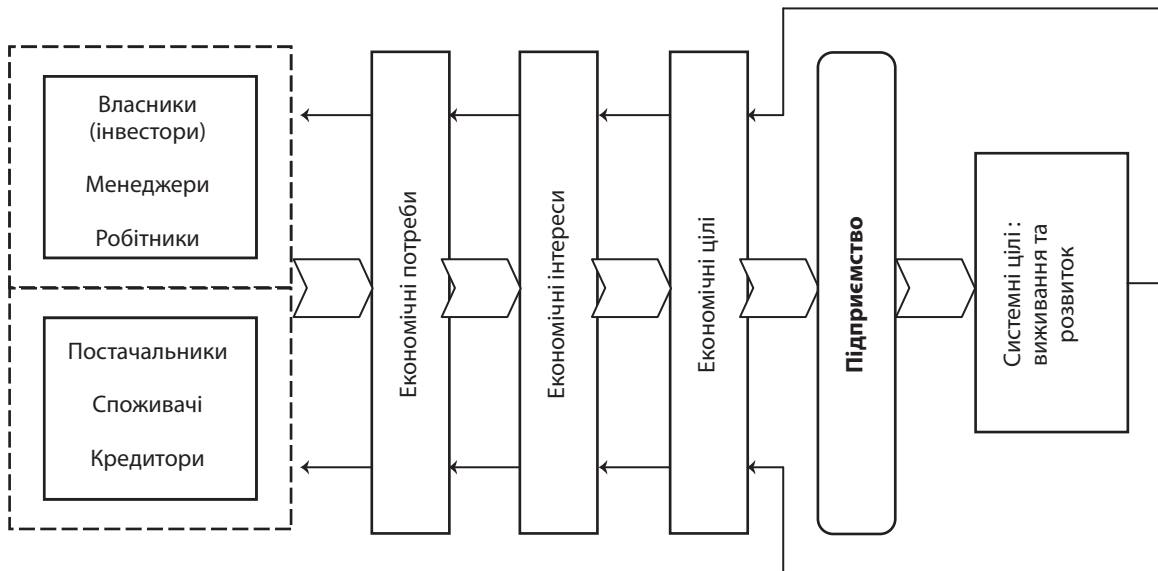 Власники
(інвестори)
Менеджери
Робітники
Постачальники
Споживачі
Кредитори
Економічні потреби
Економічні інтереси
Економічні цілі
Підприємство
Системні цілі :
виживання та
розвиток